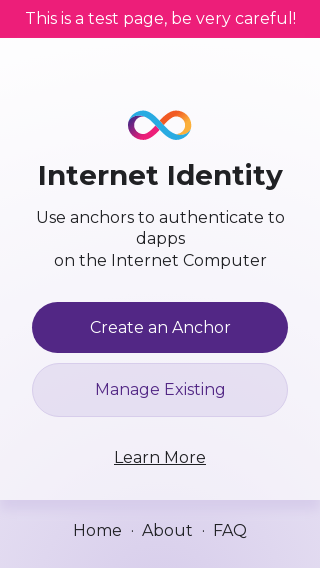 This is a test page, be very careful!
Internet Identity
Use anchors to authenticate to
dapps
on the Internet Computer
Create an Anchor
Manage Existing
Learn More
Home · About · FAQ